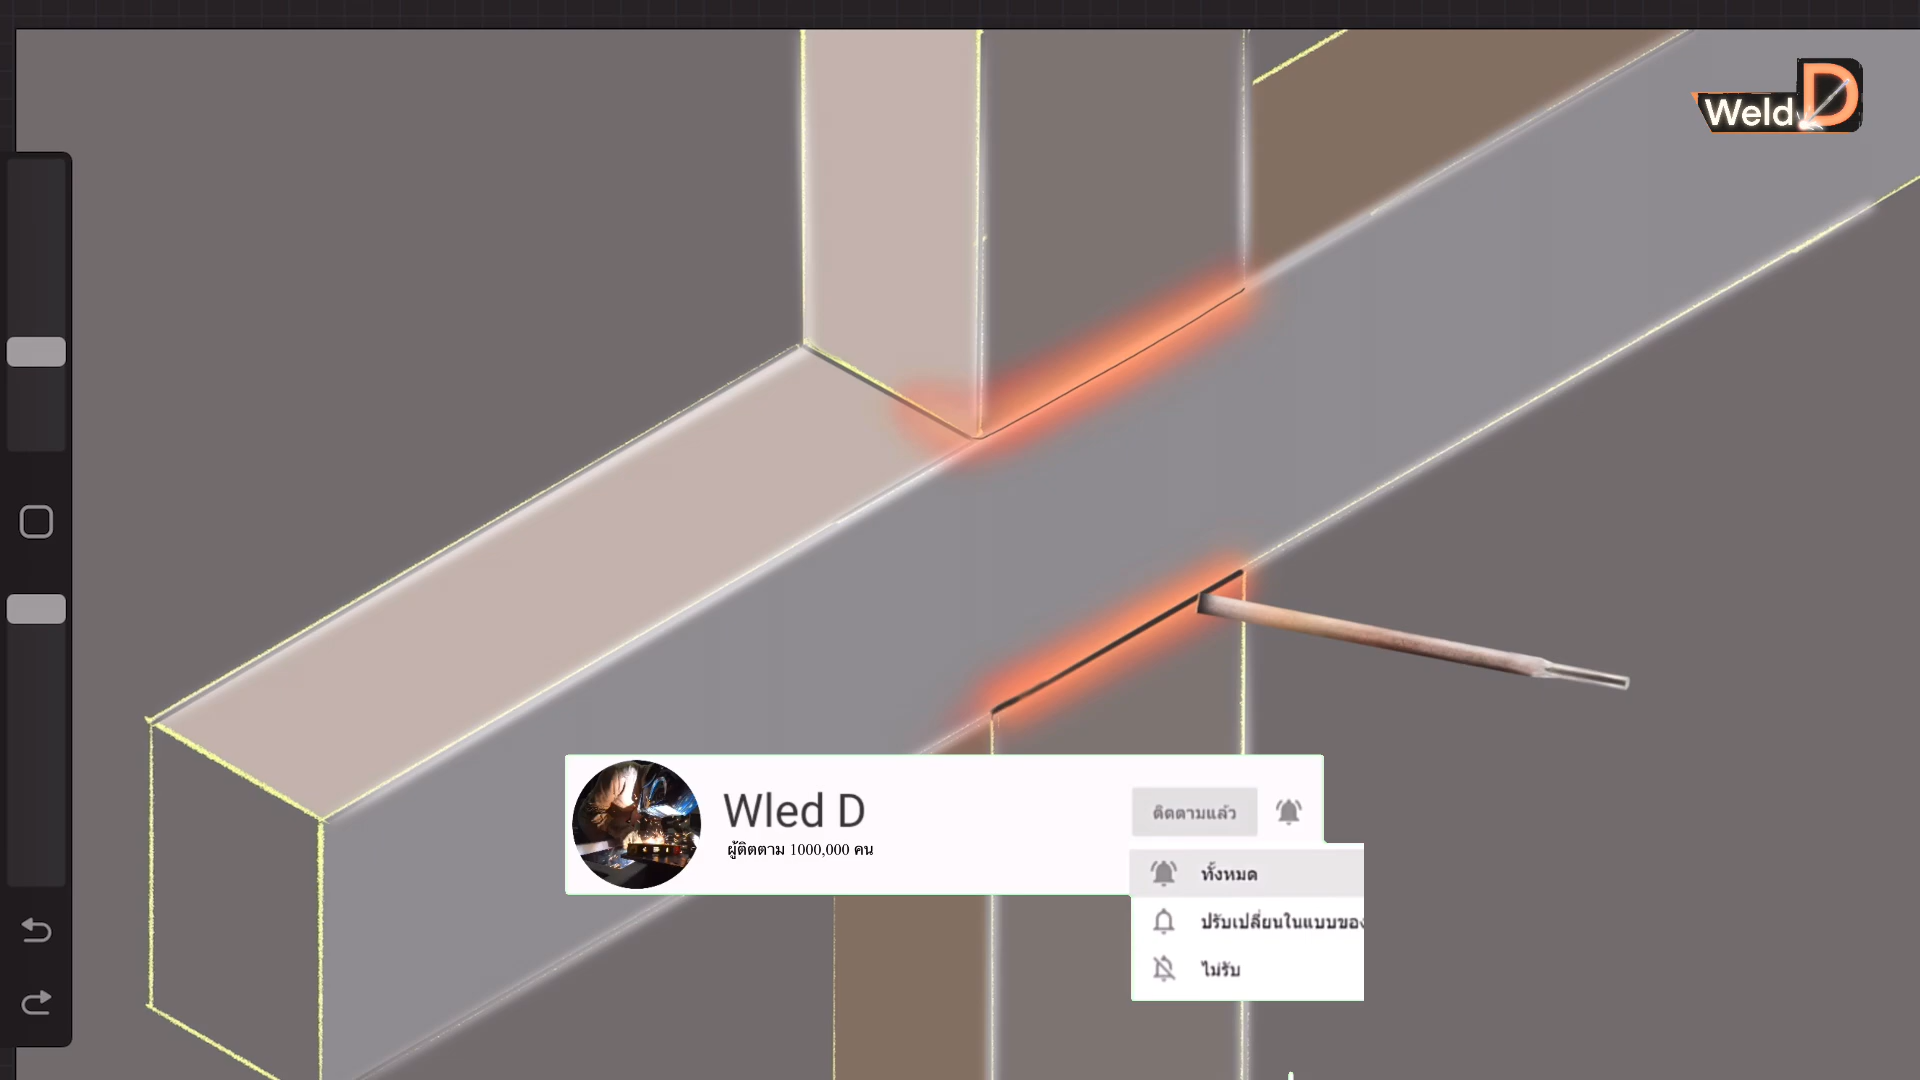 Weld D
Wled D
ผู้ติดตาม 1000,000 คน
ติดตามแล้ว
ทั้งหมด
ปรับเปลี่ยนในแบบของ
ไม่รับ